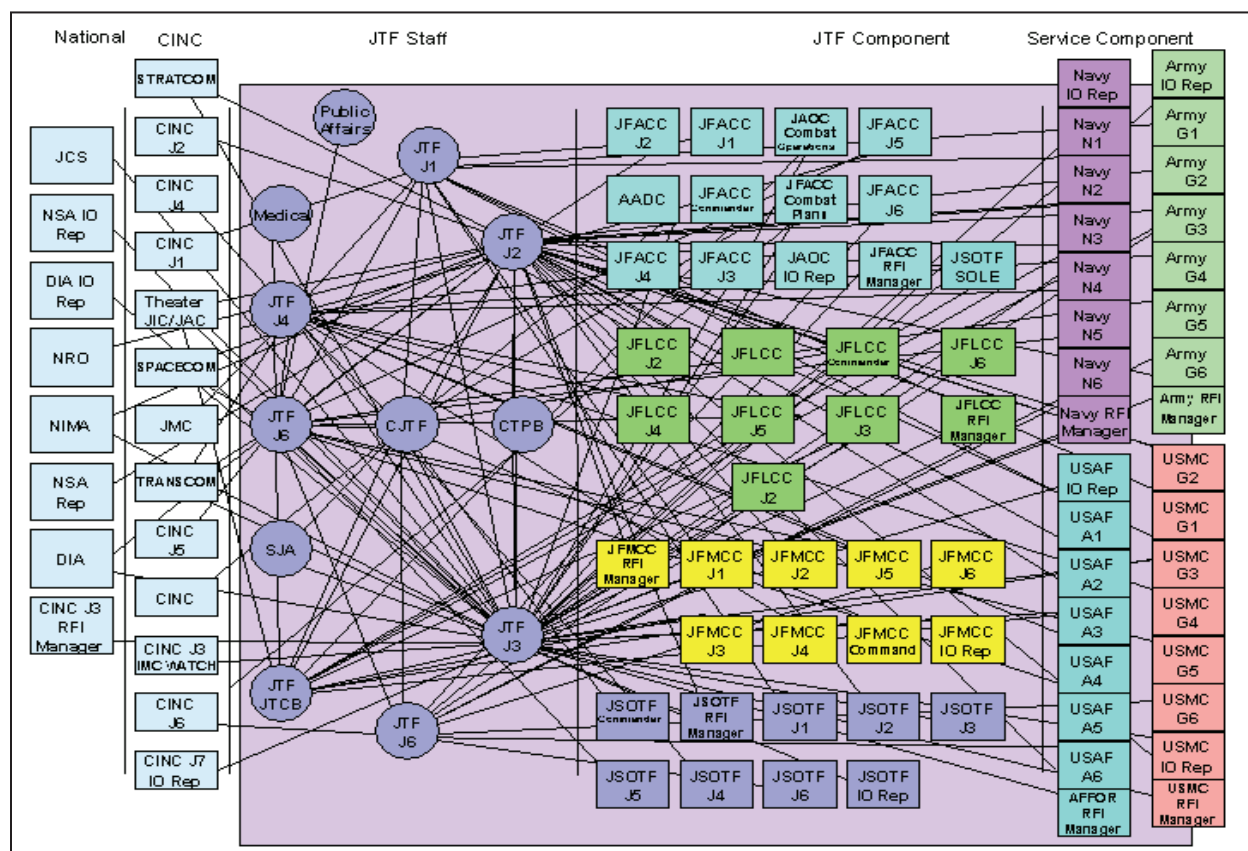 National
CINC
JTF Staff
JTF Component
Service Component
JCS
NSA IO
Rep
DIA IO
Rep
NRO
NIMA
NSA
Rep
DIA
CINC J3
RFI
Manager
STRATCOM
CINC
J2
CINC
J4
CINC
J1
Theater
JIC/JAC
SPACECOM
JMC
TRANSCOM
CINC
J5
CINC
CINC J3
IMC WATCH
CINC
J6
CINC J7
IO Rep
Public
Affairs
JTF
J1
Medical
JTF
J2
JTF
J4
JTF
J6
CJTF
CTPB
SJA
JTF
J3
JTF
JTCB
JTF
J6
JFACC
J2
JFACC
J1
JAOC
Combat
Operations
JFACC
J5
AADC
JFACC
Commander
JFACC
Combat
Plans
JFACC
J6
JFACC
J4
JFACC
J3
JAOC
IO Rep
JFACC
RFI
Manager
JSOTF
SOLE
JFLCC
J2
JFLCC
JFLCC
Commander
JFLCC
J6
JFLCC
J4
JFLCC
J5
JFLCC
J3
JFLCC
RFI
Manager
JFLCC
J2
JFMCC
RFI
Manager
JFMCC
J1
JFMCC
J2
JFMCC
J5
JFMCC
J6
JFMCC
J3
JFMCC
J4
JFMCC
Command
JFMCC
IO Rep
JSOTF
Commander
JSOTF
RFI
Manager
JSOTF
J1
JSOTF
J2
JSOTF
J3
JSOTF
J5
JSOTF
J4
JSOTF
J6
JSOTF
IO Rep
Navy
IO Rep
Navy
N1
Navy
N2
Navy
N3
Navy
N4
Navy
N5
Navy
N6
Navy RFI
Manager
USAF
IO Rep
USAF
A1
USAF
A2
USAF
A3
USAF
A4
USAF
A5
USAF
A6
AFFOR
RFI
Manager
Army
IO Rep
Army
G1
Army
G2
Army
G3
Army
G4
Army
G5
Army
G6
Army RFI
Manager
USMC
G2
USMC
G1
USMC
G3
USMC
G4
USMC
G5
USMC
G6
USMC
IO Rep
USMC
RFI
Manager